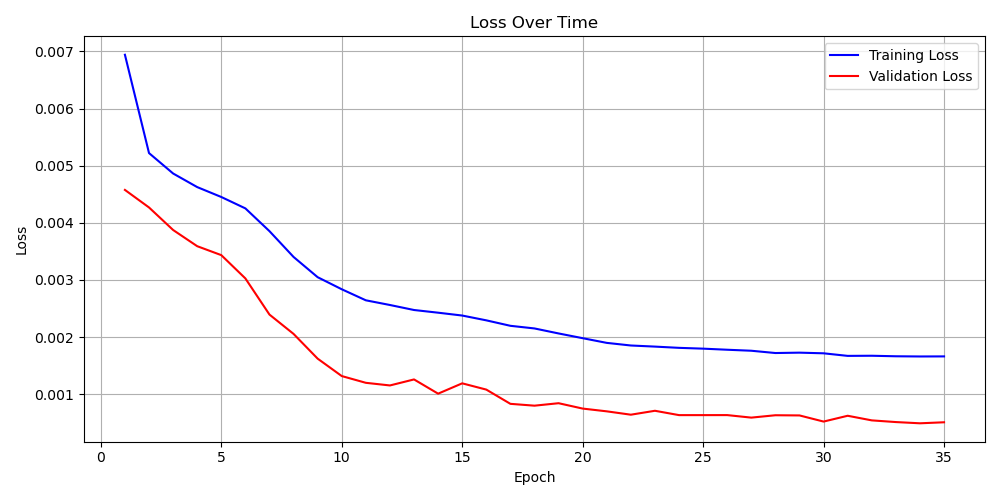 Loss Over Time
0.007
0.006
0.005
0.004
0.003
0.002
0.001
Loss
Training Loss
Validation Loss
0 5 10 15 20 25 30 35
Epoch